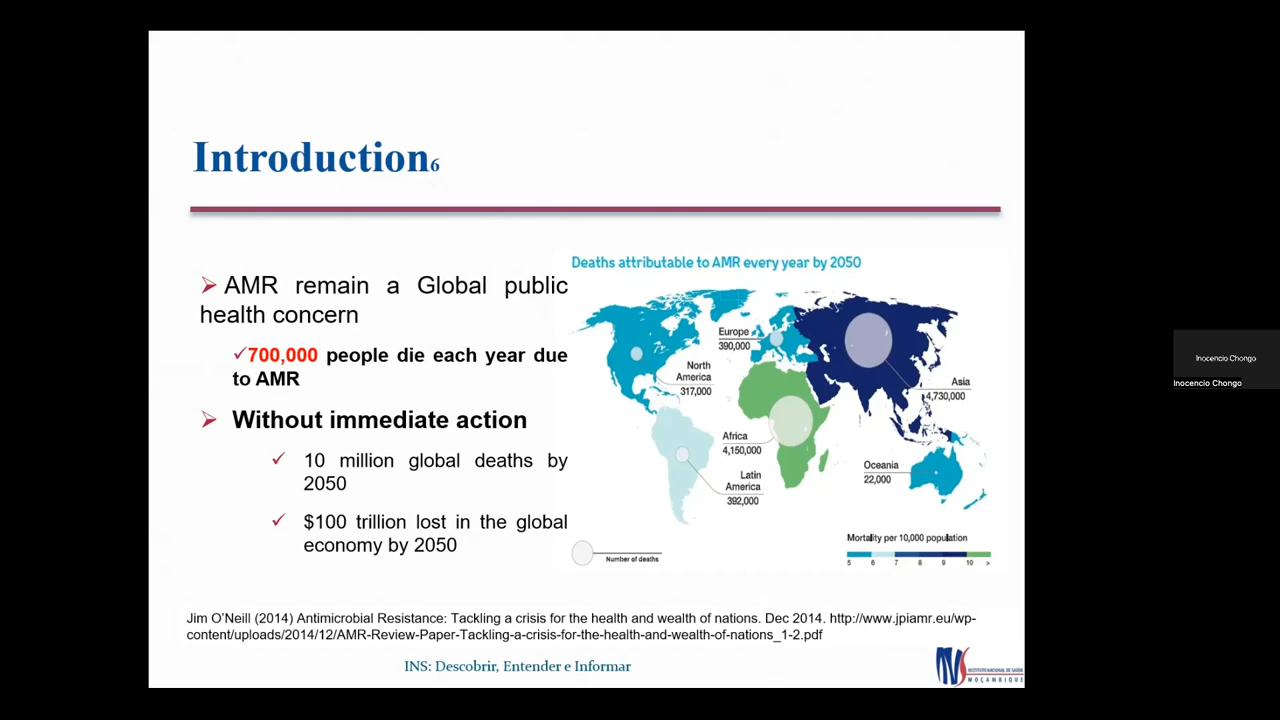 Introduction6
AMR remain a Global public
health concern
700,000 people die each year due
to AMR
Without immediate action
10 million global deaths by
2050
$100 trillion lost in the global
economy by 2050
Deaths attributable to AMR every year by 2050
Europe
390,000
North
America
317,000
Asia
4,730,000
Africa
4,150,000
Latin
America
392,000
Oceania
22,000
Number of deaths
Mortality per 10,000 population
5 6 7 8 9 10 >
Jim O'Neill (2014) Antimicrobial Resistance: Tackling a crisis for the health and wealth of nations. Dec 2014. http://www.jpiamr.eu/wp-
content/uploads/2014/12/AMR-Review-Paper-Tackling-a-crisis-for-the-health-and-wealth-of-nations_1-2.pdf
INS: Descobrir, Entender e Informar
INS
INSTITUTO NACIONAL DE SAÚDE
MOÇAMBIQUE
Inocencio Chongo
Inocencio Chongo